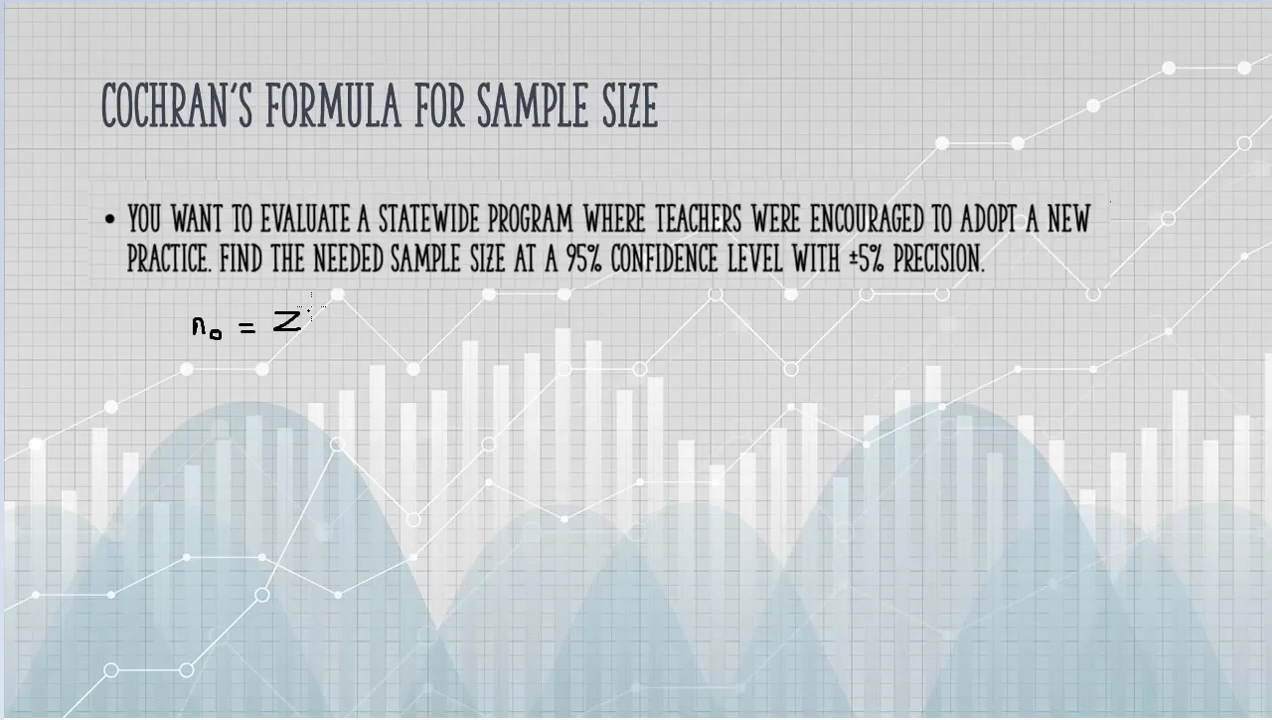 COCHRAN'S FORMULA FOR SAMPLE SIZE
• YOU WANT TO EVALUATE A STATEWIDE PROGRAM WHERE TEACHERS WERE ENCOURAGED TO ADOPT A NEW
PRACTICE. FIND THE NEEDED SAMPLE SIZE AT A 95% CONFIDENCE LEVEL WITH ±5% PRECISION.
n₀ = Z